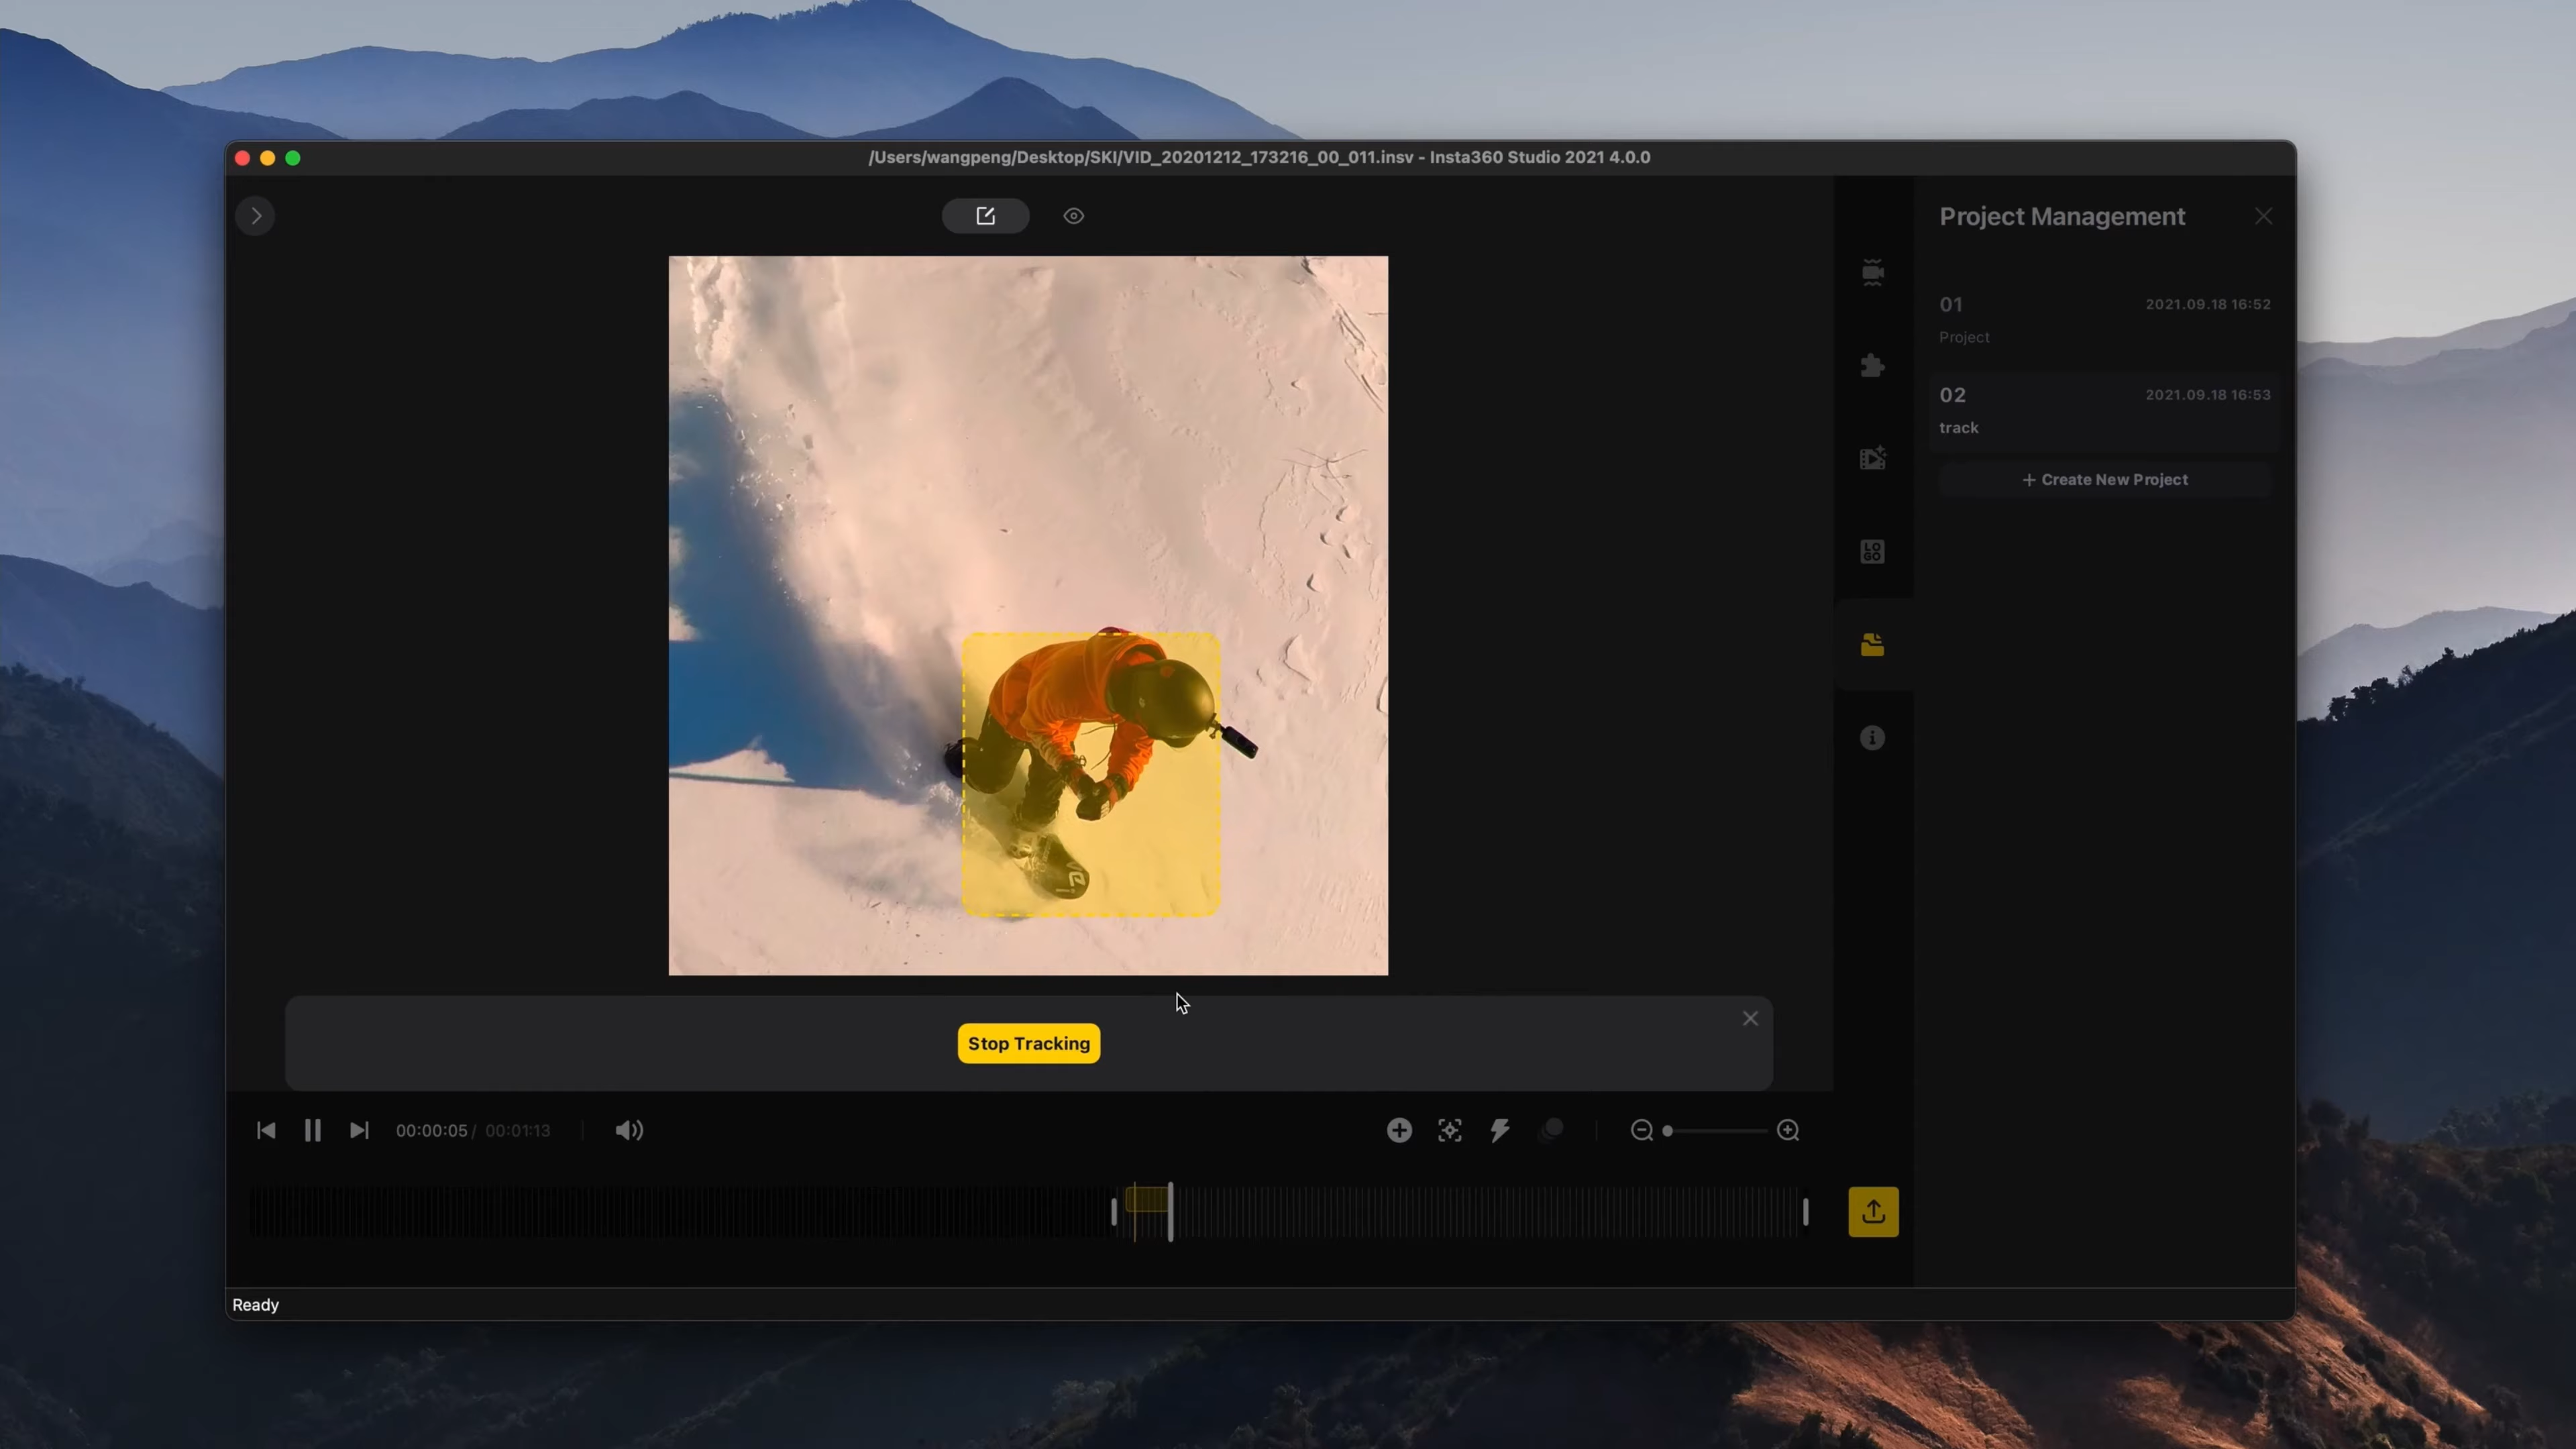 /Users/wangpeng/Desktop/SKI/VID_20201212_173216_00_011.insv - Insta360 Studio 2021 4.0.0
Project Management
01 2021.09.18 16:52
Project
02 2021.09.18 16:53
track
+ Create New Project
LOGO
Stop Tracking
00:00:05 / 00:01:13
Ready